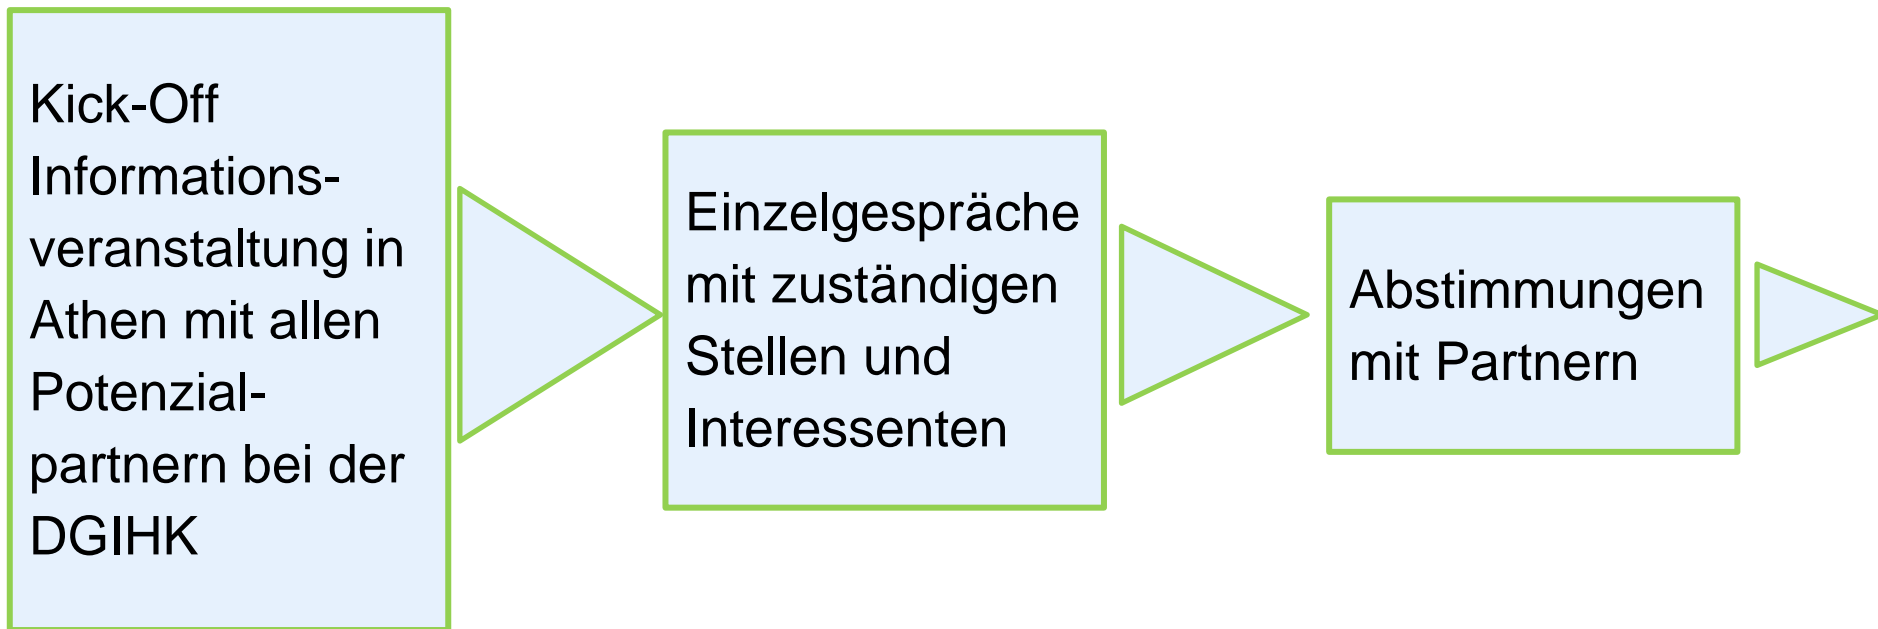 Kick-Off
Informations-
veranstaltung in
Athen mit allen
Potenzial-
partnern bei der
DGIHK
Einzelgespräche
mit zuständigen
Stellen und
Interessenten
Abstimmungen
mit Partnern